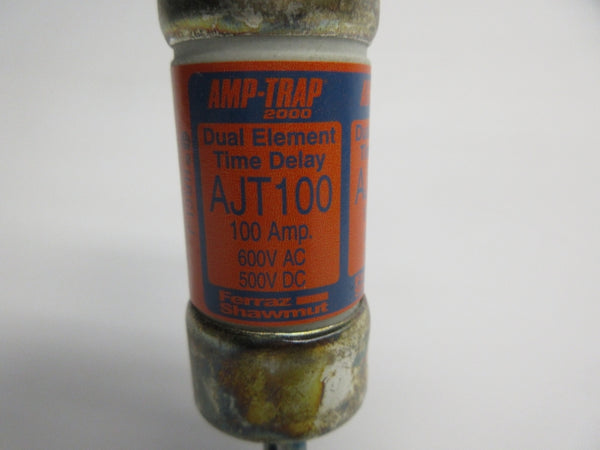 AMP-TRAP
2000
Dual Element
Time Delay
AJT100
100 Amp.
600V AC
500V DC
Ferraz
Shawmut